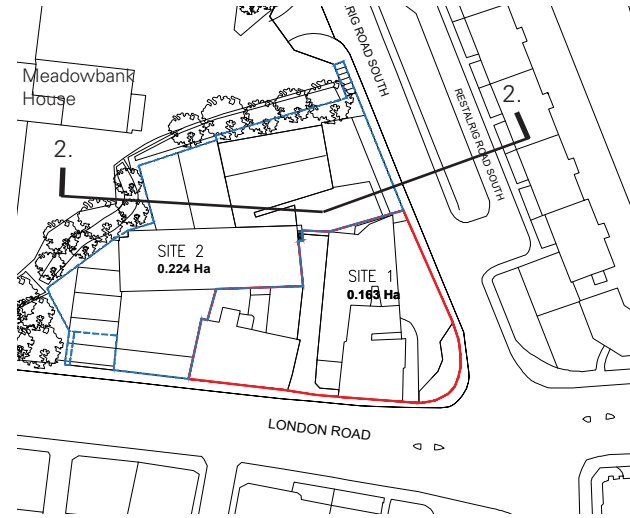 Meadowbank
House
RIG ROAD SOUTH
RESTALRIG ROAD SOUTH
2.
2.
SITE 2
0.224 Ha
SITE 1
0.163 Ha
LONDON ROAD